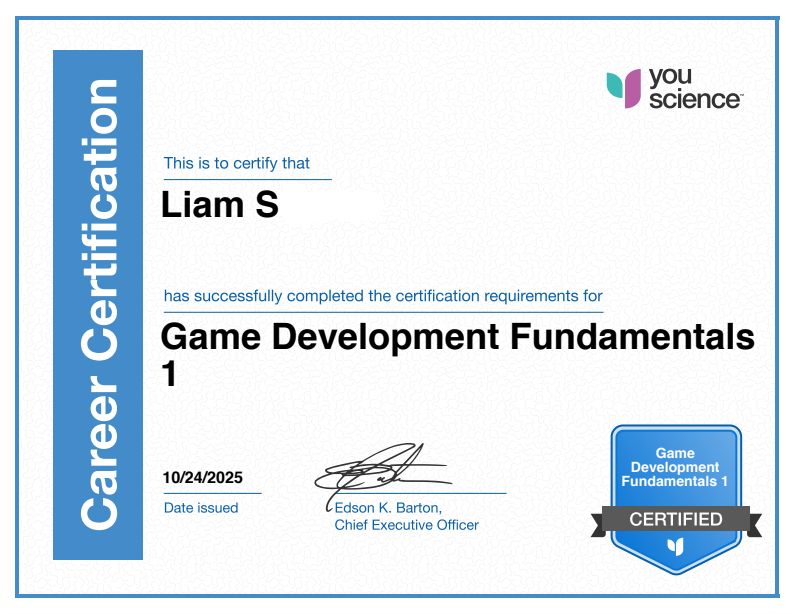 Career Certification
you
science™
This is to certify that
Liam S
has successfully completed the certification requirements for
Game Development Fundamentals
1
10/24/2025
Date issued
Edson K. Barton,
Chief Executive Officer
Game
Development
Fundamentals 1
CERTIFIED